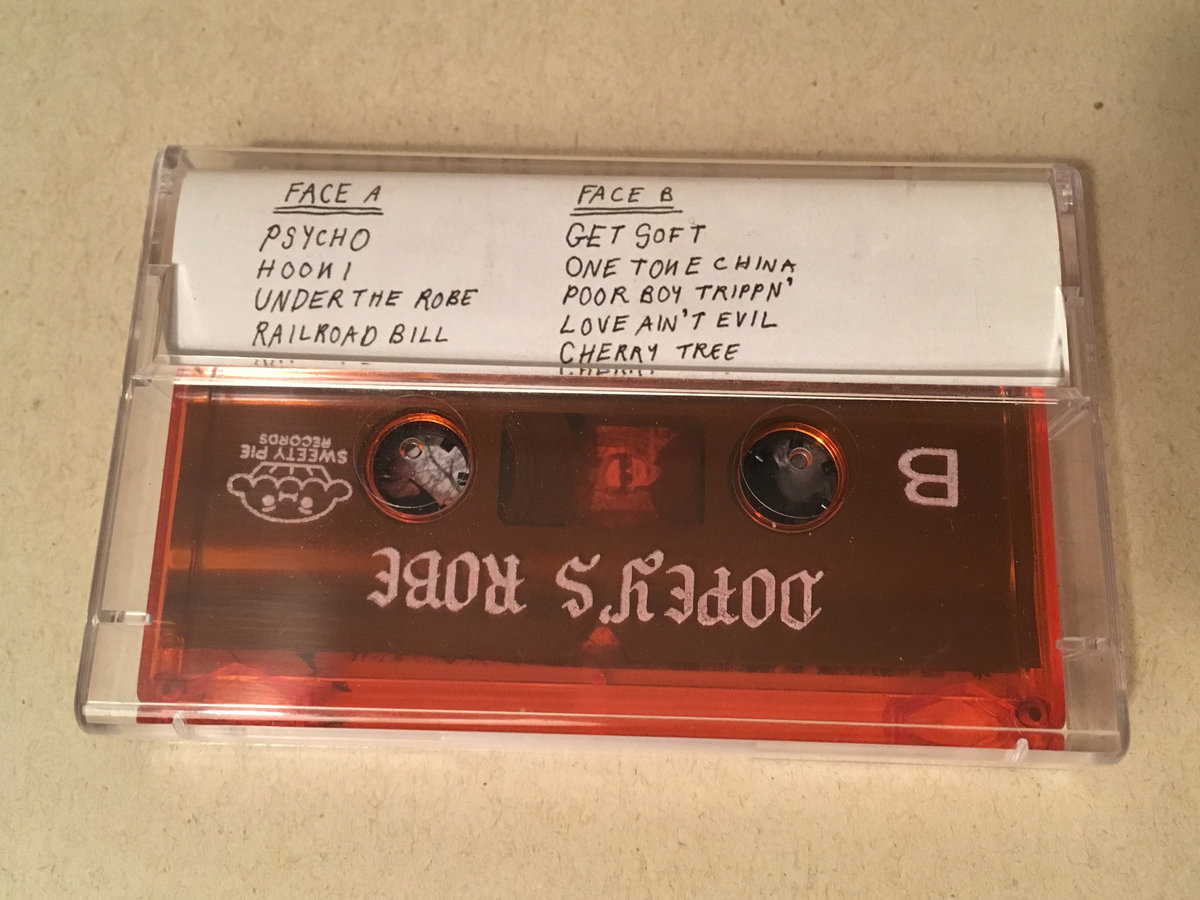 FACE A
PSYCHO
HOONI
UNDER THE ROBE
RAILROAD BILL
FACE B
GET SOFT
ONE TONE CHINA
POOR BOY TRIPPN'
LOVE AIN'T EVIL
CHERRY TREE
SWEETY PIE
RECORDS
B
DOPEY'S ROBE